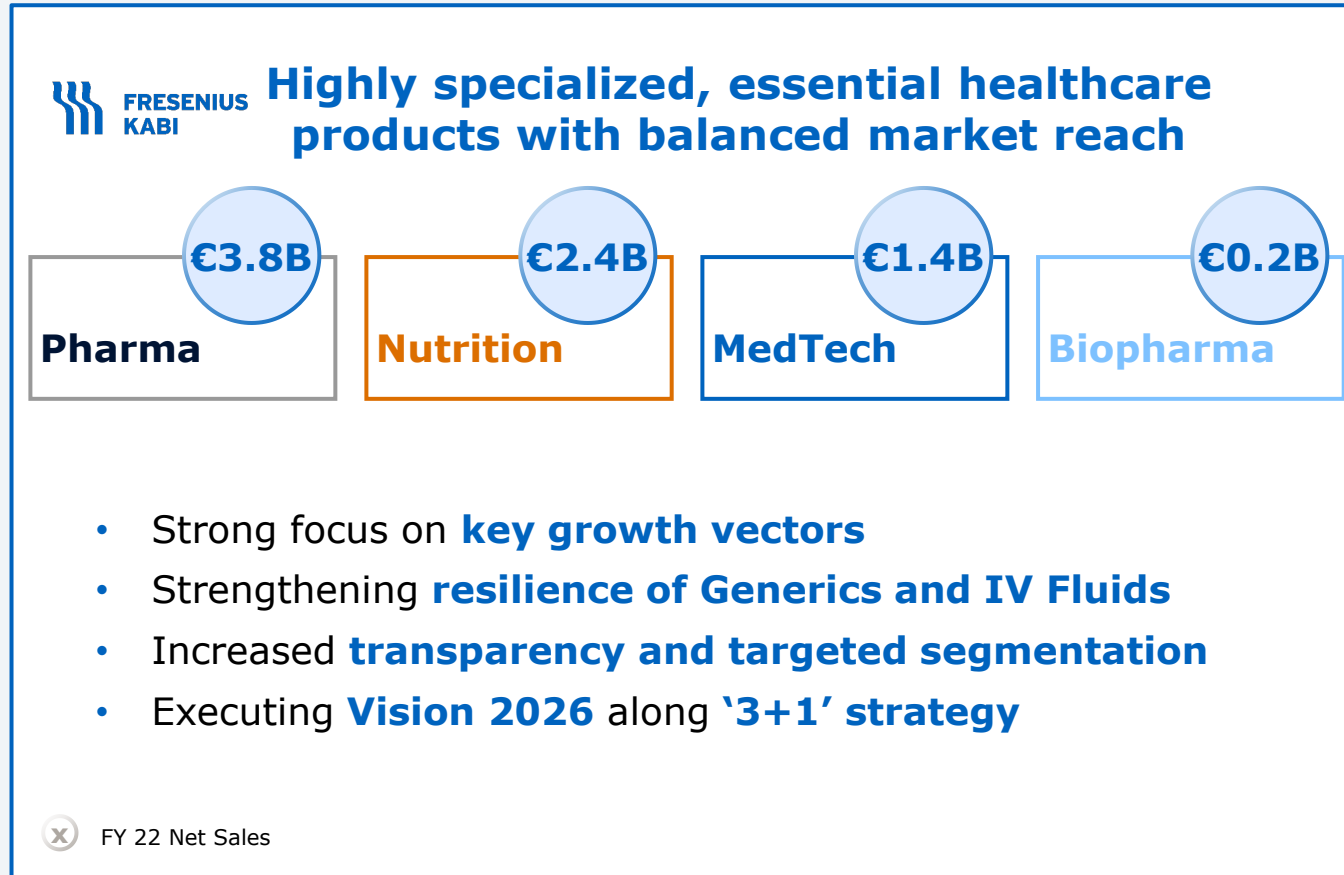 FRESENIUS
KABI
Highly specialized, essential healthcare
products with balanced market reach
€3.8B
€2.4B
€1.4B
€0.2B
Pharma
Nutrition
MedTech
Biopharma
• Strong focus on key growth vectors
• Strengthening resilience of Generics and IV Fluids
• Increased transparency and targeted segmentation
• Executing Vision 2026 along ‘3+1’ strategy
x FY 22 Net Sales